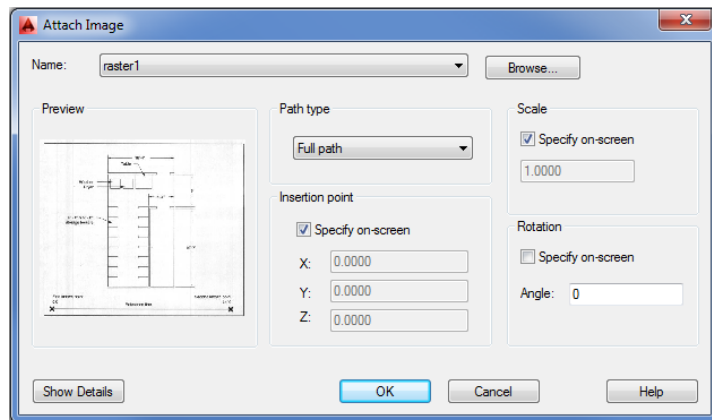 Attach Image
Name:
raster1
Browse...
Preview
Path type
Full path
Scale
Specify on-screen
1.0000
Insertion point
Specify on-screen
X:
0.0000
Y:
0.0000
Z:
0.0000
Rotation
Specify on-screen
Angle:
0
Show Details
OK
Cancel
Help